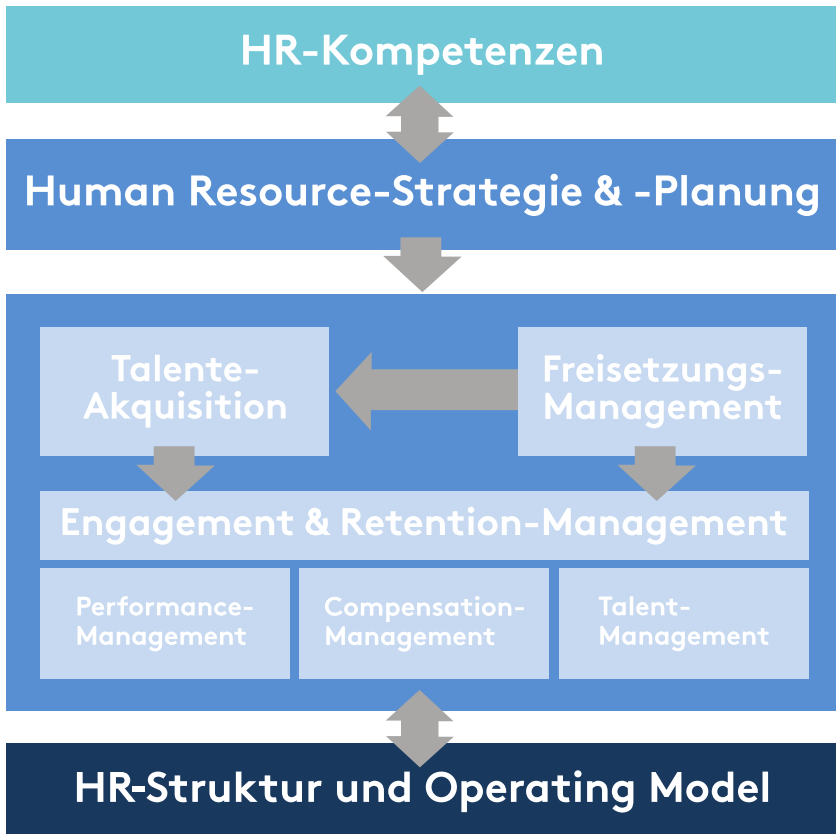 HR-Kompetenzen
Human Resource-Strategie & -Planung
Talente-
Akquisition
Freisetzungs-
Management
Engagement & Retention-Management
Performance-
Management
Compensation-
Management
Talent-
Management
HR-Struktur und Operating Model